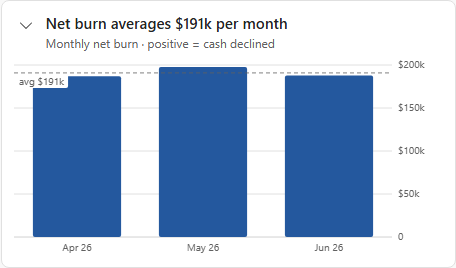 Net burn averages $191k per month
Monthly net burn · positive = cash declined
$200k
avg $191k
$150k
$100k
$50k
0
Apr 26
May 26
Jun 26